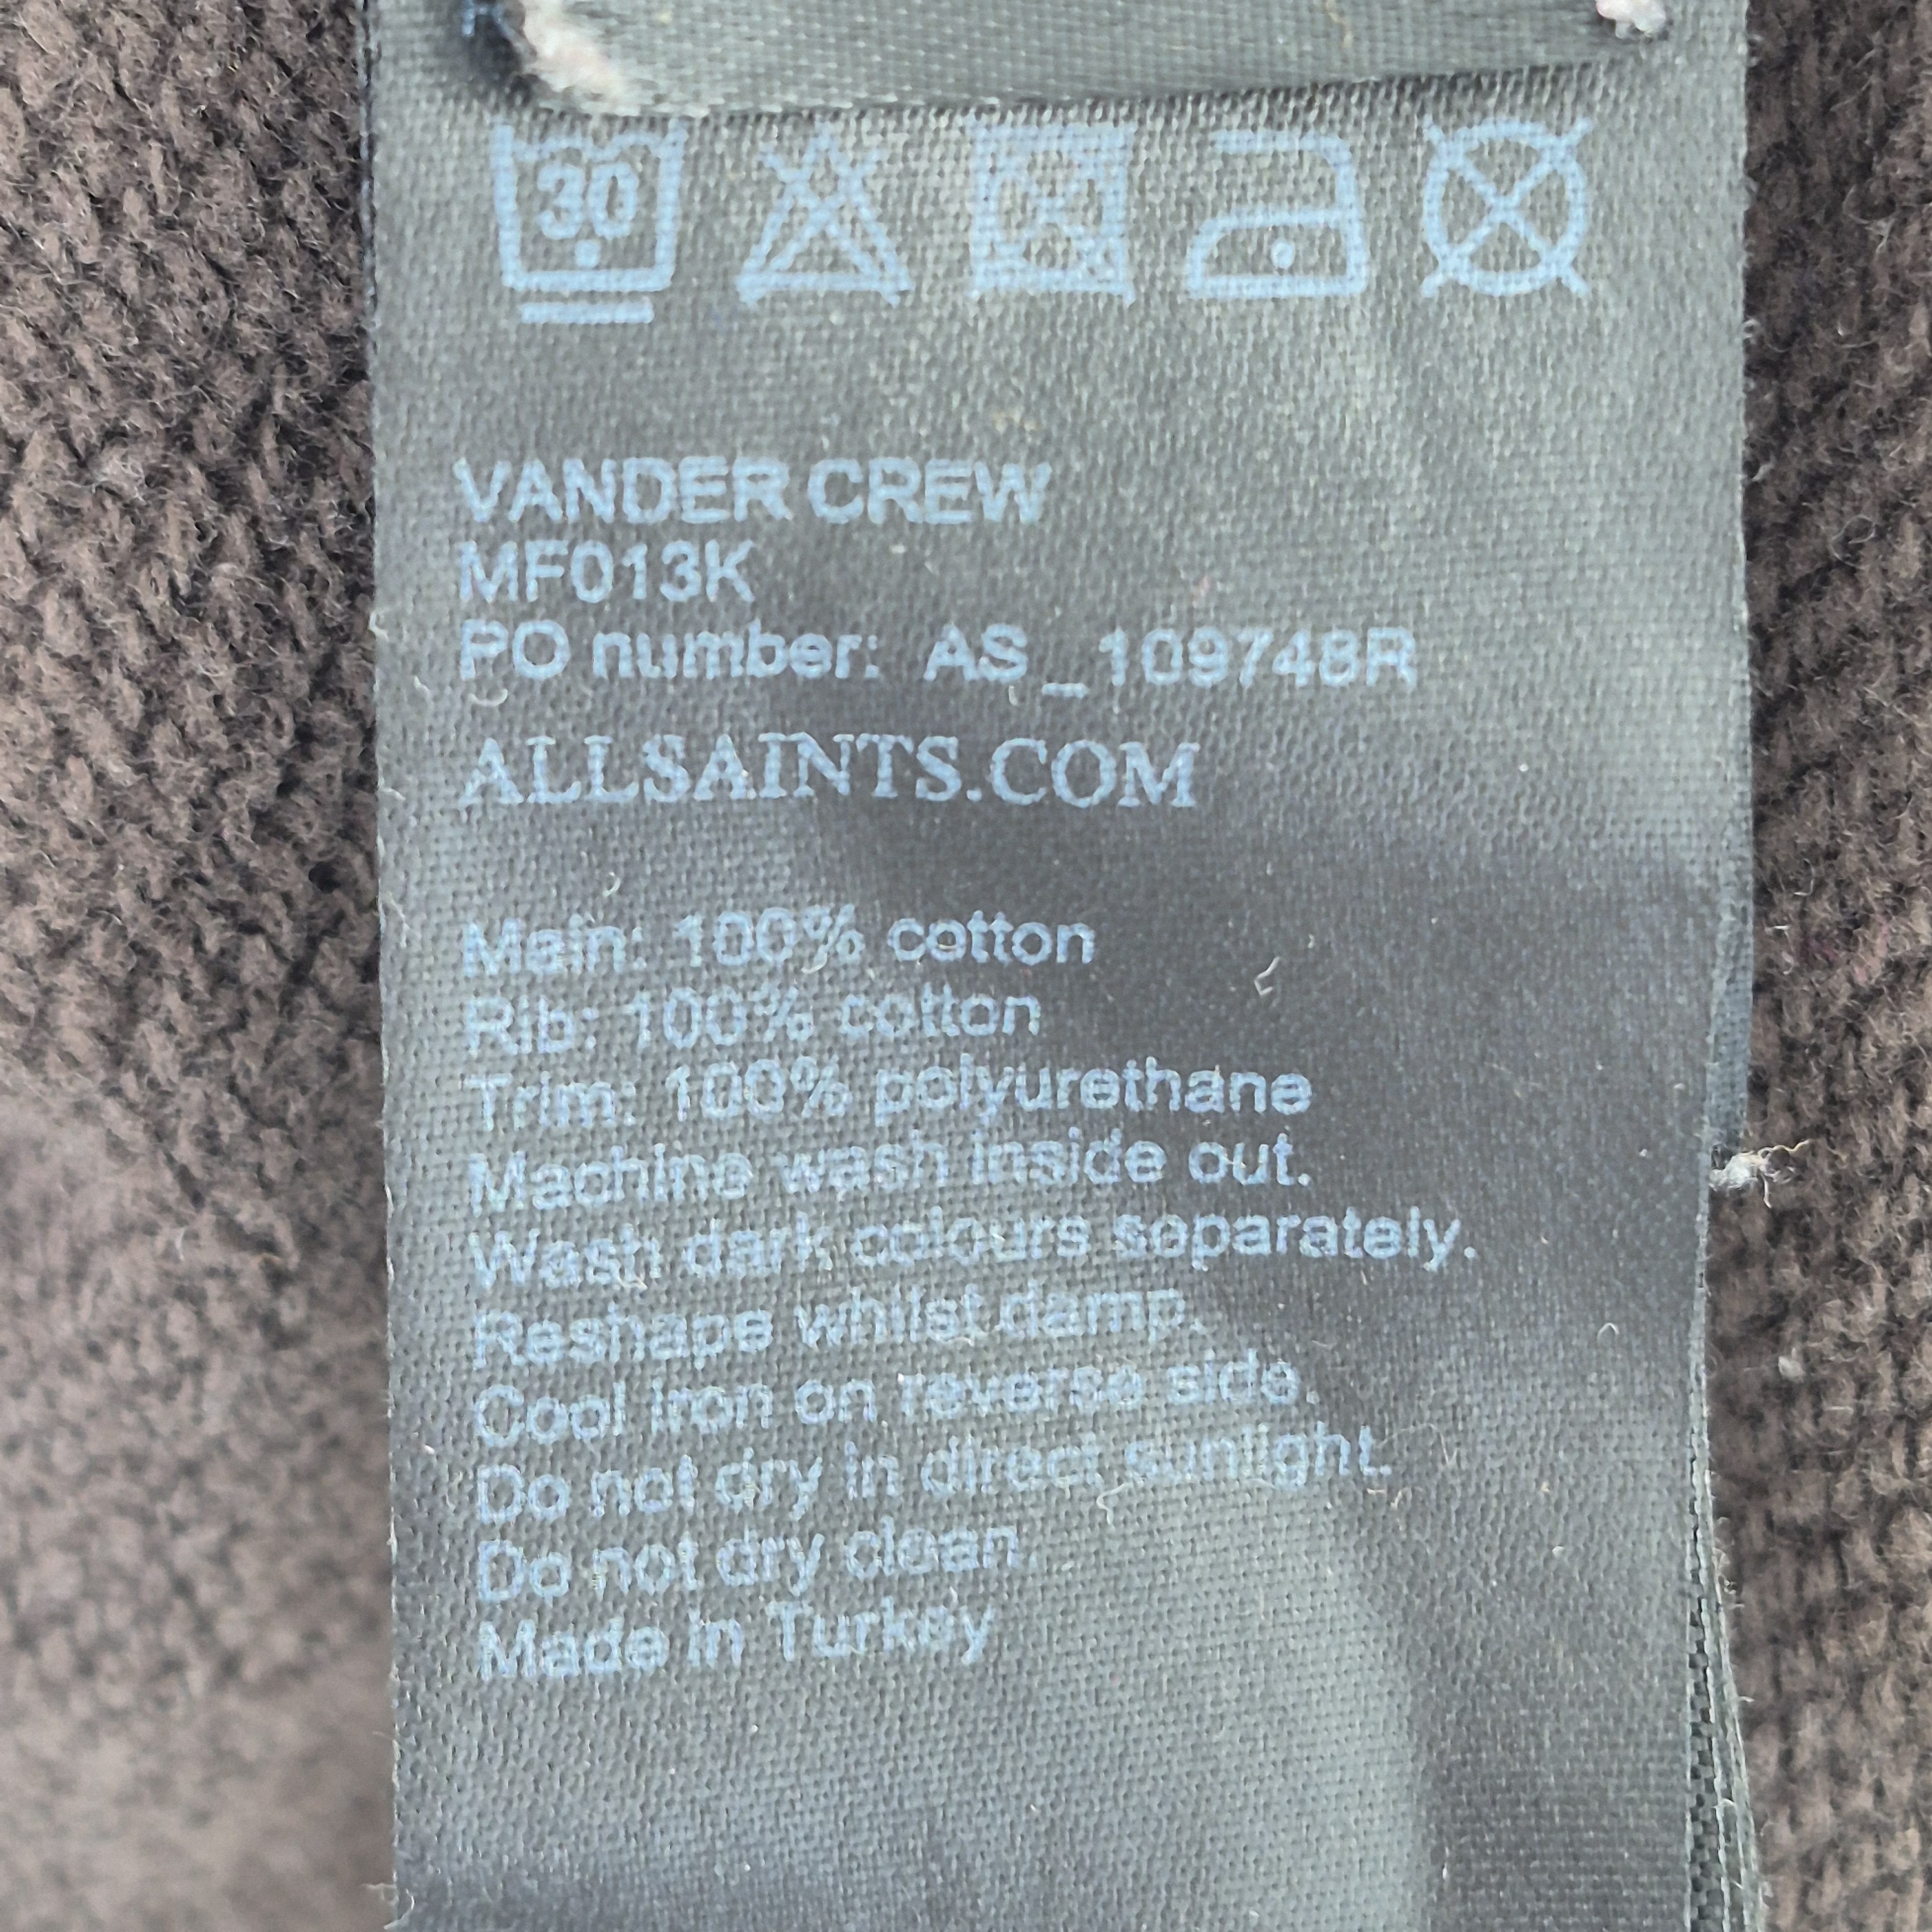 30
VANDER CREW
MF013K
PO number: AS_109748R
ALLSAINTS.COM
Main: 100% cotton
Rib: 100% cotton
Trim: 100% polyurethane
Machine wash inside out.
Wash dark colours separately.
Reshape whilst damp.
Cool iron on reverse side.
Do not dry in direct sunlight.
Do not dry clean.
Made in Turkey